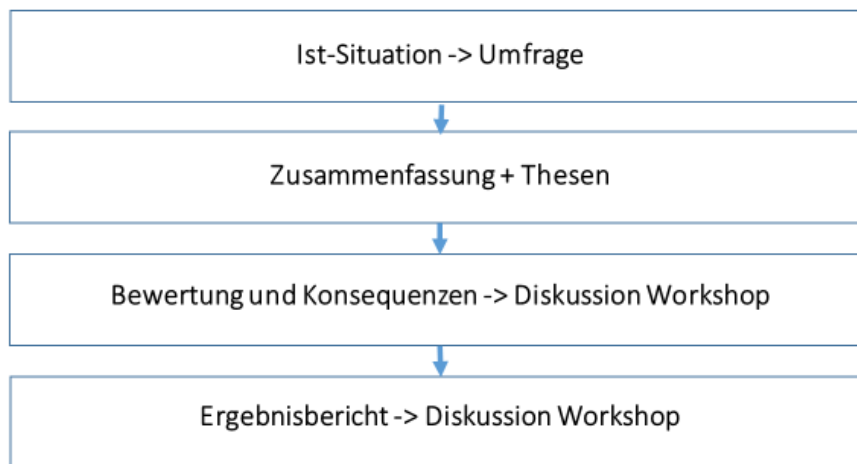 Ist-Situation -> Umfrage
Zusammenfassung + Thesen
Bewertung und Konsequenzen -> Diskussion Workshop
Ergebnisbericht -> Diskussion Workshop